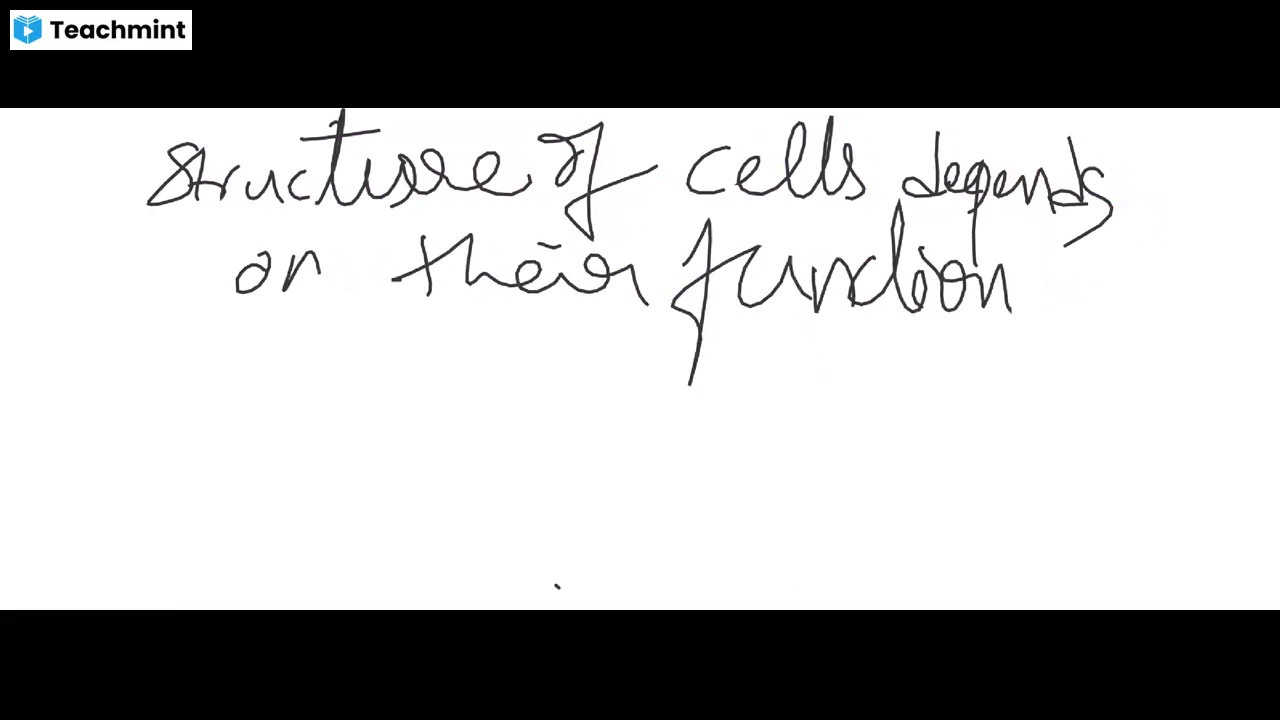 Teachmint
Structure of cells depends
on their function